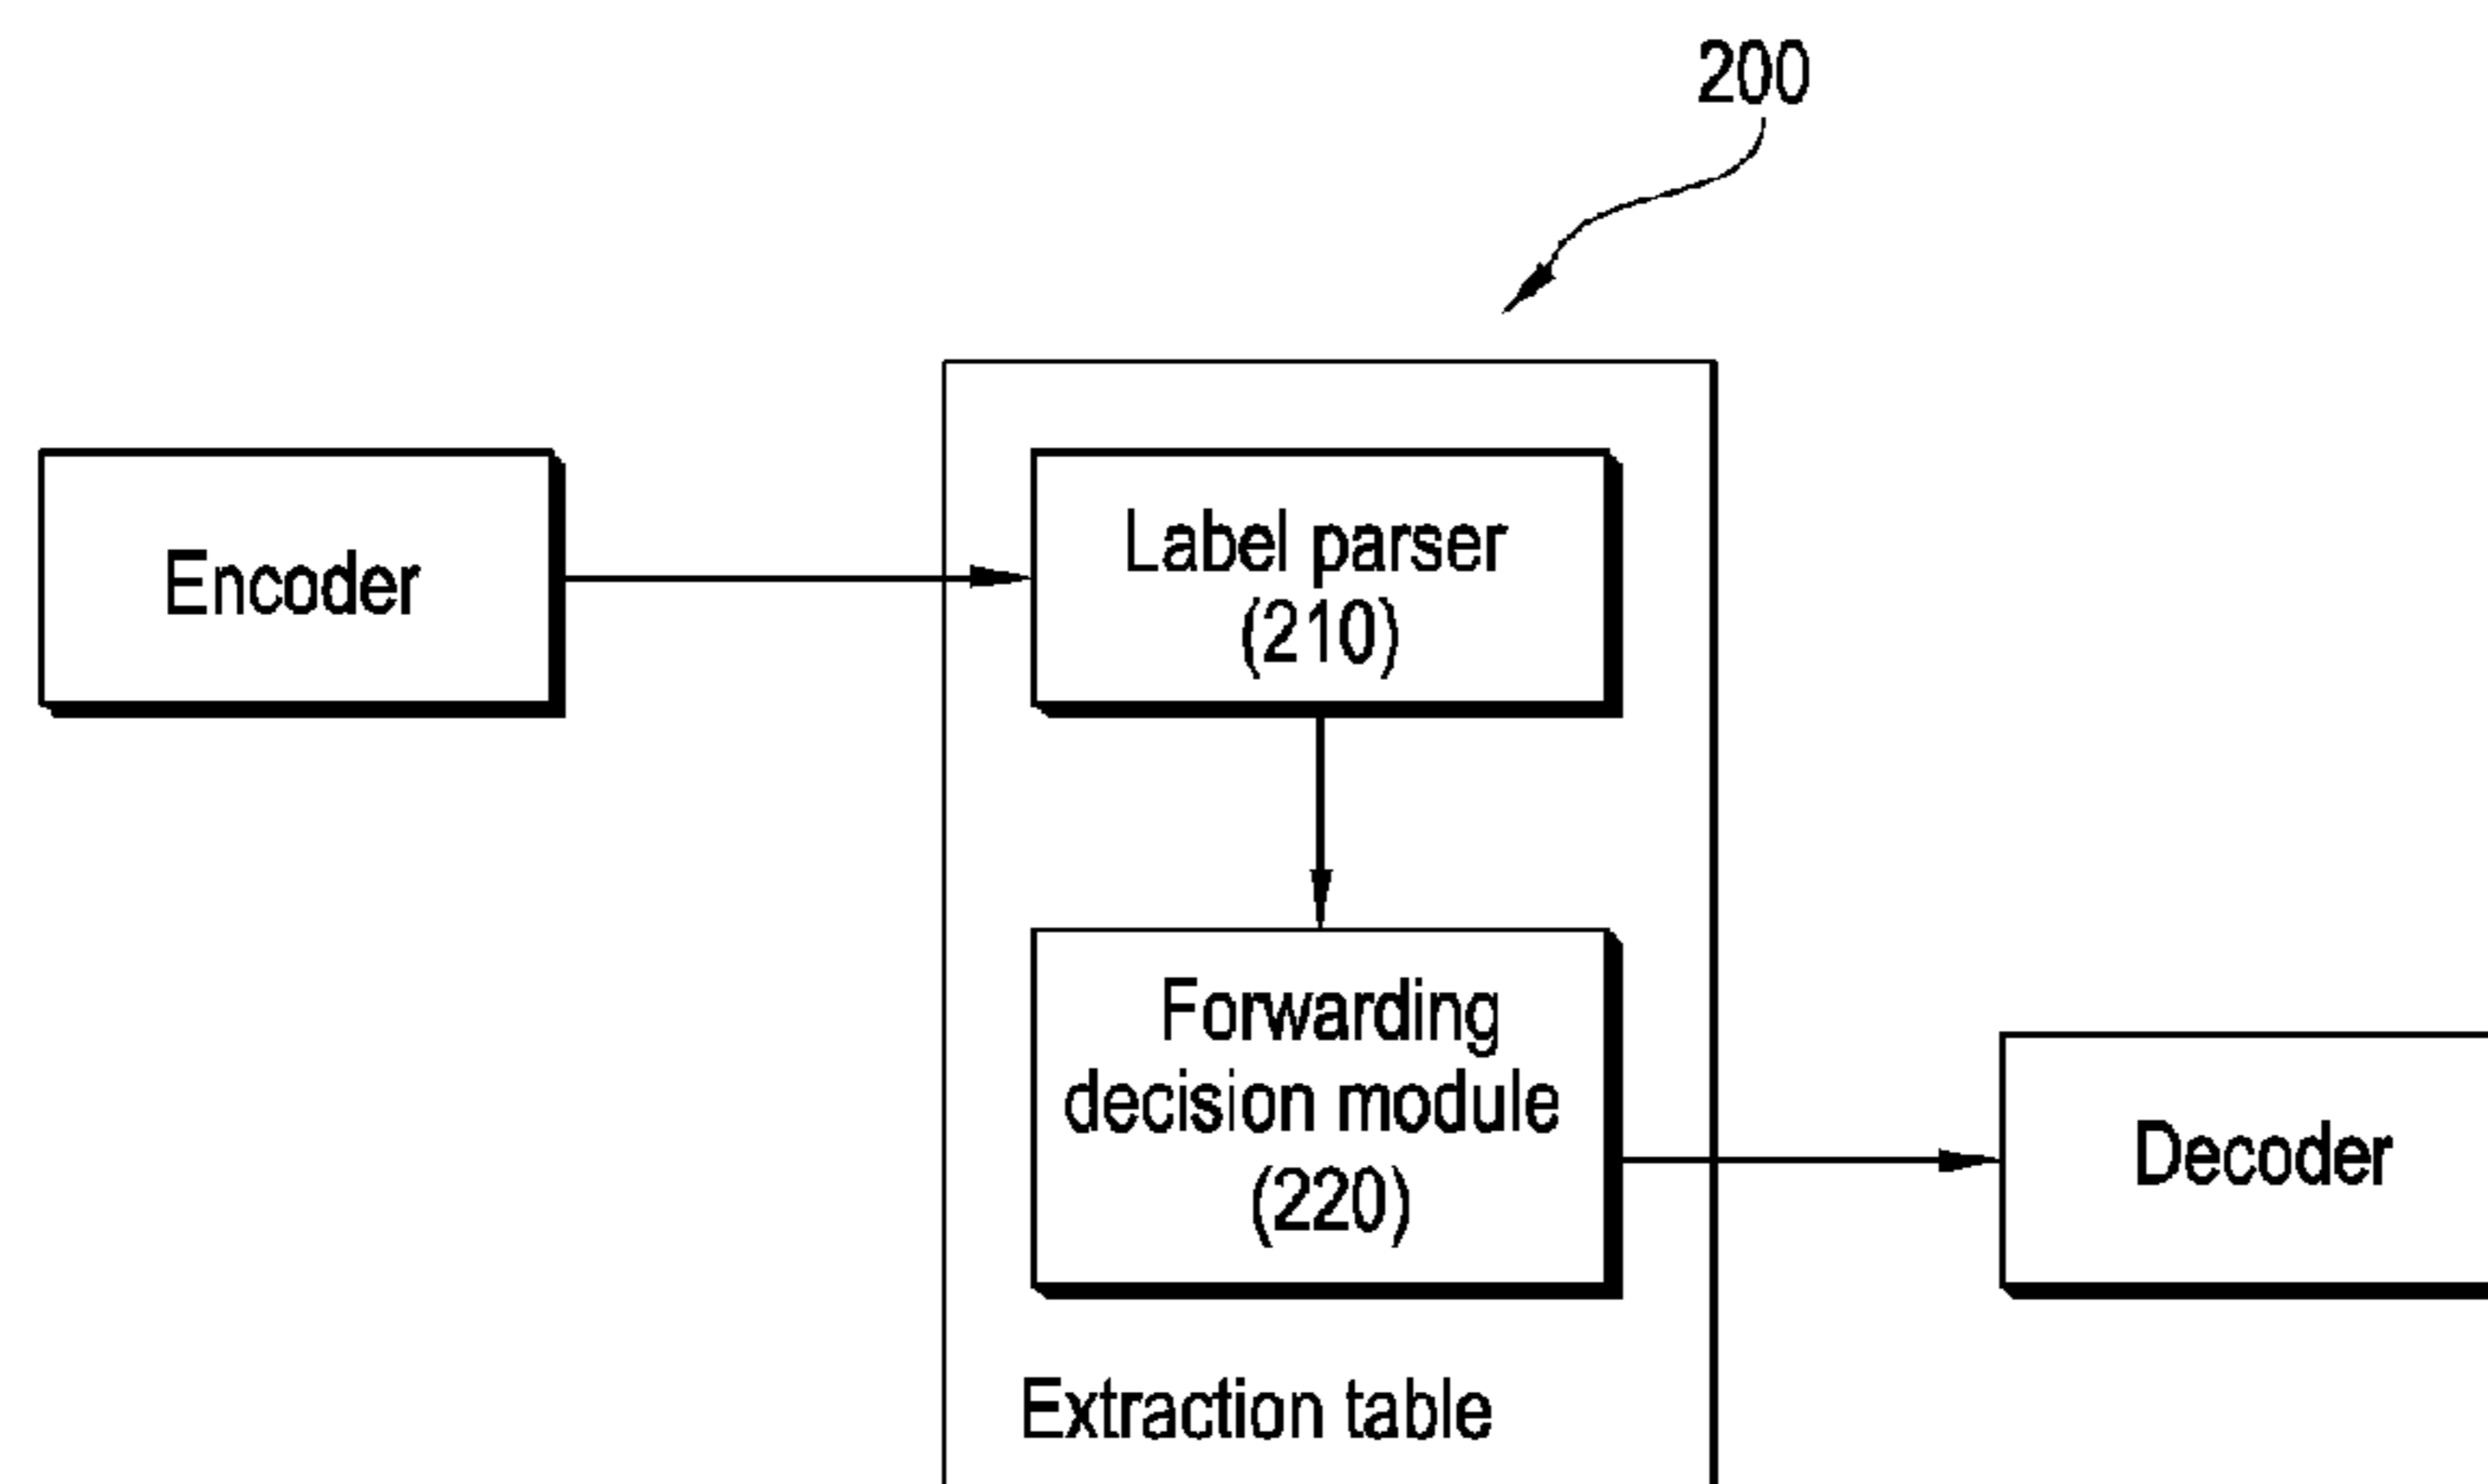 200
Encoder
Label parser
(210)
Forwarding
decision module
(220)
Decoder
Extraction table